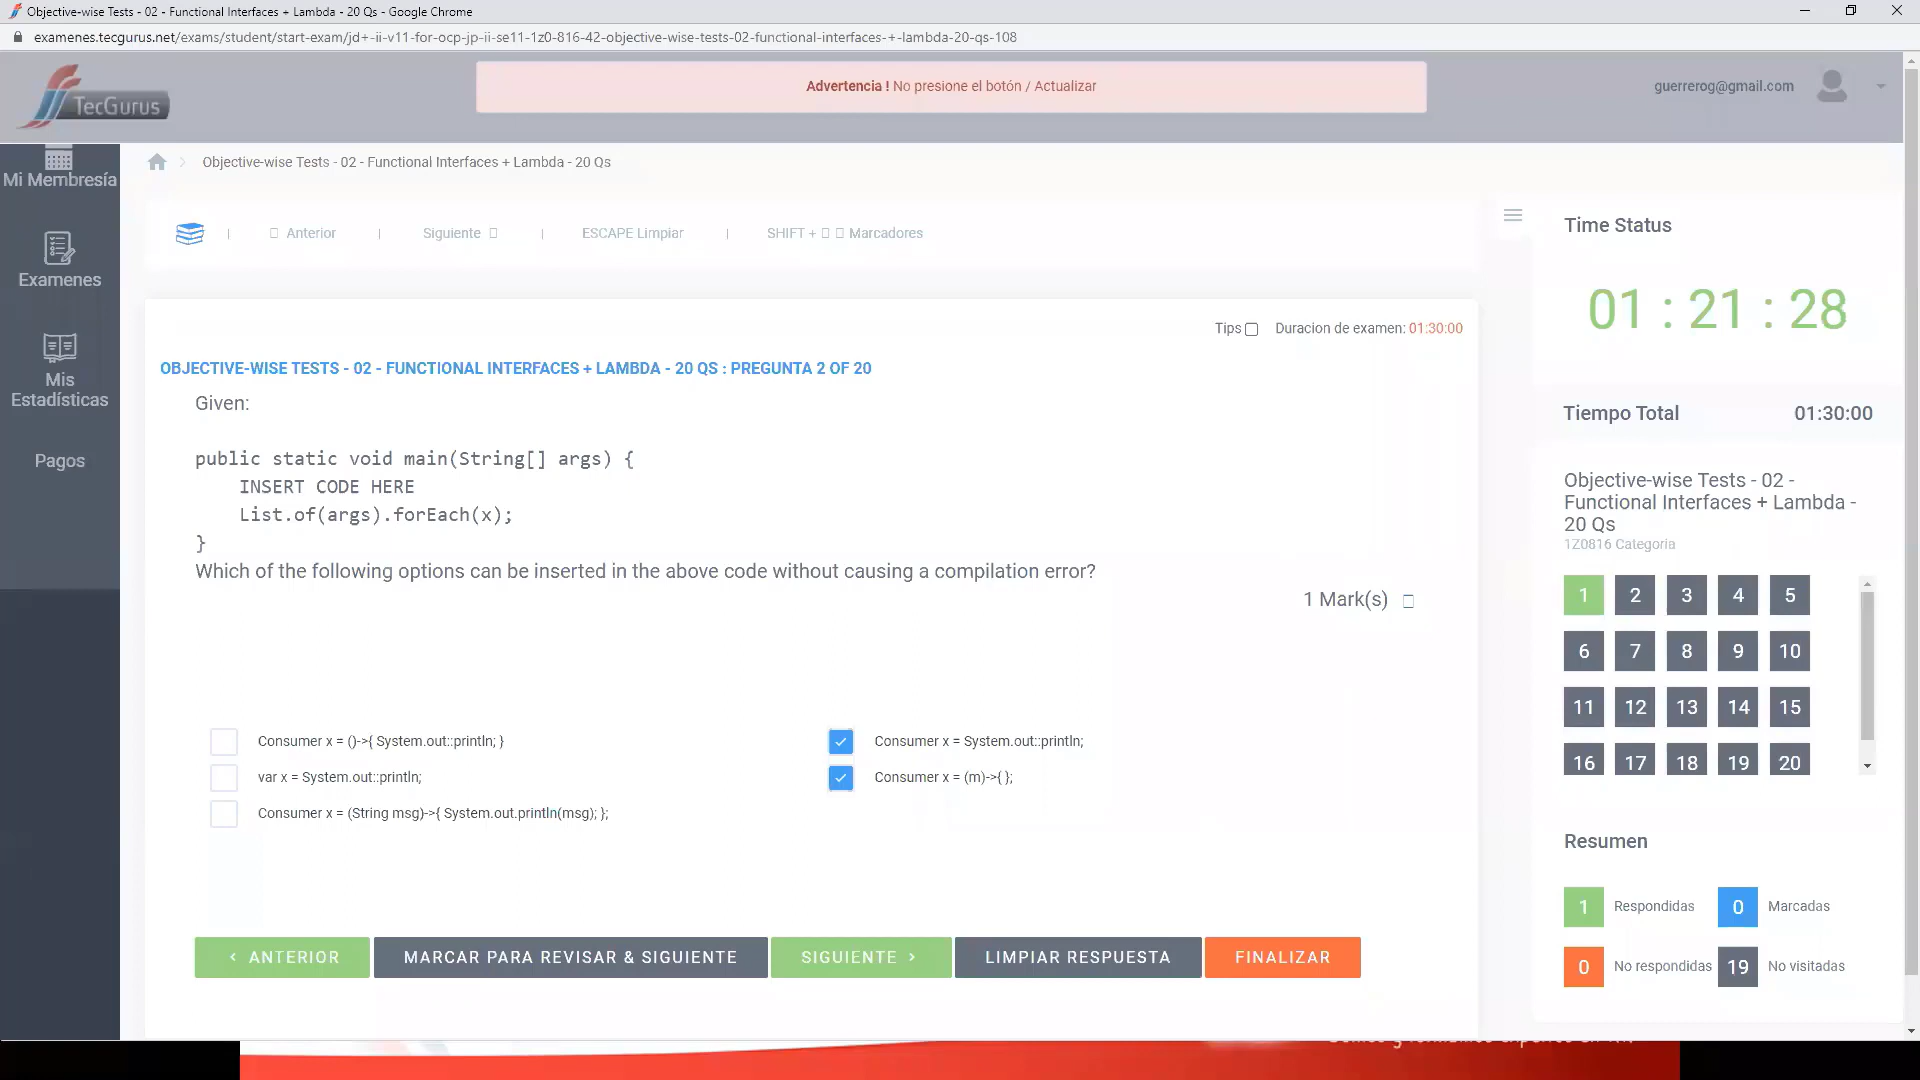 Objective-wise Tests - 02 - Functional Interfaces + Lambda - 20 Qs - Google Chrome
examenes.tecgurus.net/exams/student/start-exam/jd+-ii-v11-for-ocp-jp-ii-se11-1z0-816-42-objective-wise-tests-02-functional-interfaces-+-lambda-20-qs-108
TecGurus
Advertencia ! No presione el botón / Actualizar
guerrerog@gmail.com
Mi Membresía
Examenes
Mis
Estadísticas
Pagos
Objective-wise Tests - 02 - Functional Interfaces + Lambda - 20 Qs
| Anterior | Siguiente | ESCAPE Limpiar | SHIFT + Marcadores
Tips Duracion de examen: 01:30:00
OBJECTIVE-WISE TESTS - 02 - FUNCTIONAL INTERFACES + LAMBDA - 20 QS : PREGUNTA 2 OF 20
Given:
public static void main(String[] args) {
INSERT CODE HERE
List.of(args).forEach(x);
}
Which of the following options can be inserted in the above code without causing a compilation error?
1 Mark(s)
Consumer x = ()->{ System.out::println; }
Consumer x = System.out::println;
var x = System.out::println;
Consumer x = (m)->{ };
Consumer x = (String msg)->{ System.out.println(msg); };
‹ ANTERIOR
MARCAR PARA REVISAR & SIGUIENTE
SIGUIENTE ›
LIMPIAR RESPUESTA
FINALIZAR
Time Status
01 : 21 : 28
Tiempo Total 01:30:00
Objective-wise Tests - 02 -
Functional Interfaces + Lambda -
20 Qs
1Z0816 Categoria
1 2 3 4 5
6 7 8 9 10
11 12 13 14 15
16 17 18 19 20
Resumen
1 Respondidas 0 Marcadas
0 No respondidas 19 No visitadas